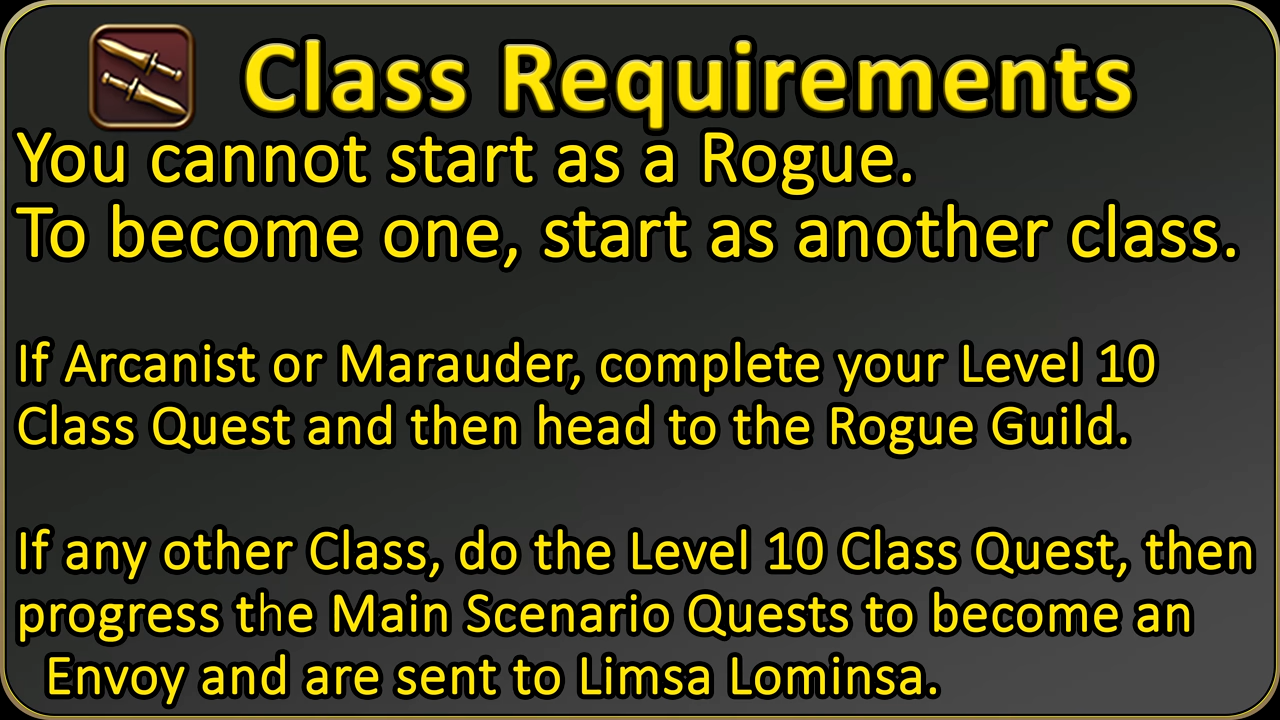 Class Requirements
You cannot start as a Rogue.
To become one, start as another class.
If Arcanist or Marauder, complete your Level 10
Class Quest and then head to the Rogue Guild.
If any other Class, do the Level 10 Class Quest, then
progress the Main Scenario Quests to become an
Envoy and are sent to Limsa Lominsa.